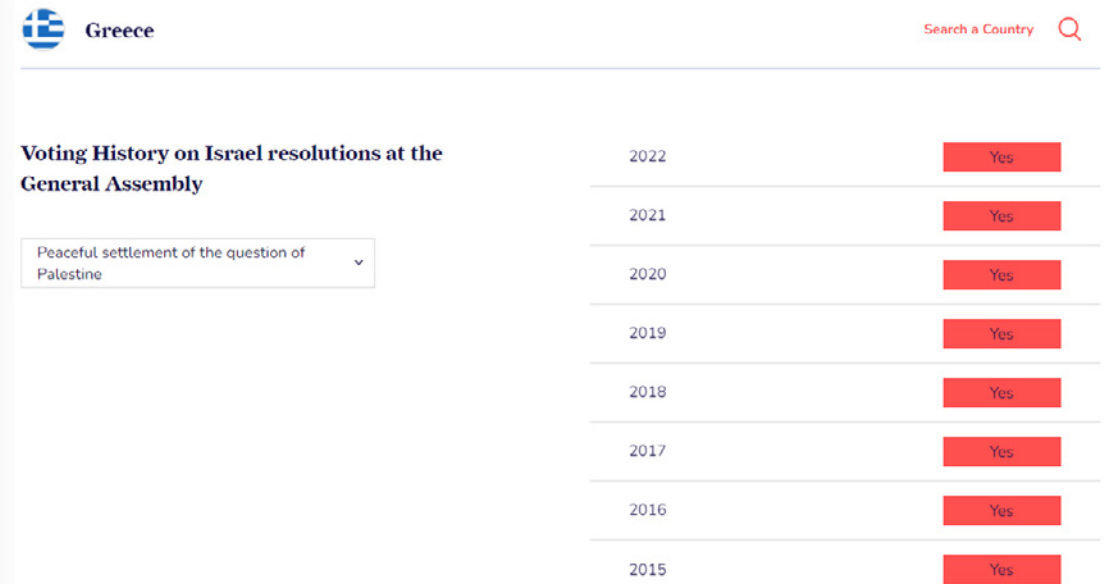 Greece
Search a Country
Voting History on Israel resolutions at the
General Assembly
Peaceful settlement of the question of
Palestine
2022 Yes
2021 Yes
2020 Yes
2019 Yes
2018 Yes
2017 Yes
2016 Yes
2015 Yes